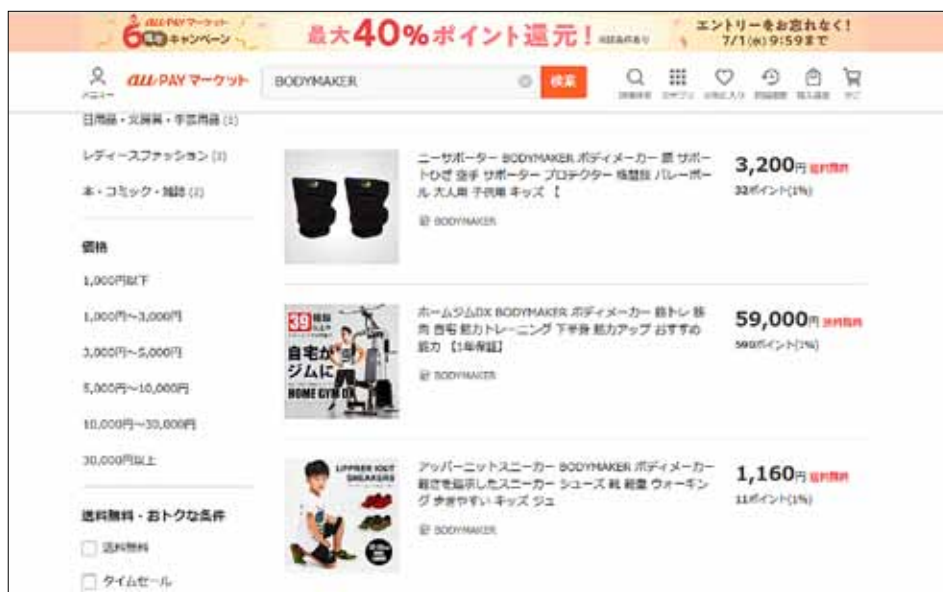 au PAY マーケット
6周年キャンペーン
最大40%ポイント還元!
エントリーをお忘れなく!
7/1(水)9:59まで
メニュー
au PAY マーケット
BODYMAKER
検索
日用品・文房具・手芸用品
レディースファッション
本・コミック・雑誌
価格
1,000円以下
1,000円～3,000円
3,000円～5,000円
5,000円～10,000円
10,000円～30,000円
30,000円以上
送料無料・おトクな条件
送料無料
タイムセール
ニーサポーター BODYMAKER ボディメーカー 膝 サポー
トひざ 空手 サポーター プロテクター 格闘技 バレーボー
ル 大人用 子供用 キッズ 【
BODYMAKER
3,200円 送料無料
32ポイント(1%)
39種類
自宅が
ジムに
HOME GYM DX
ホームジムDX BODYMAKER ボディメーカー 筋トレ 筋
肉 自宅 筋力トレーニング 下半身 筋力アップ おすすめ
筋力 【1年保証】
BODYMAKER
59,000円 送料無料
590ポイント(1%)
UPPER KNIT
SNEAKERS
アッパーニットスニーカー BODYMAKER ボディメーカー
軽さを追求したスニーカー シューズ 靴 軽量 ウォーキン
グ 歩きやすい キッズ ジュ
BODYMAKER
1,160円 送料無料
11ポイント(1%)